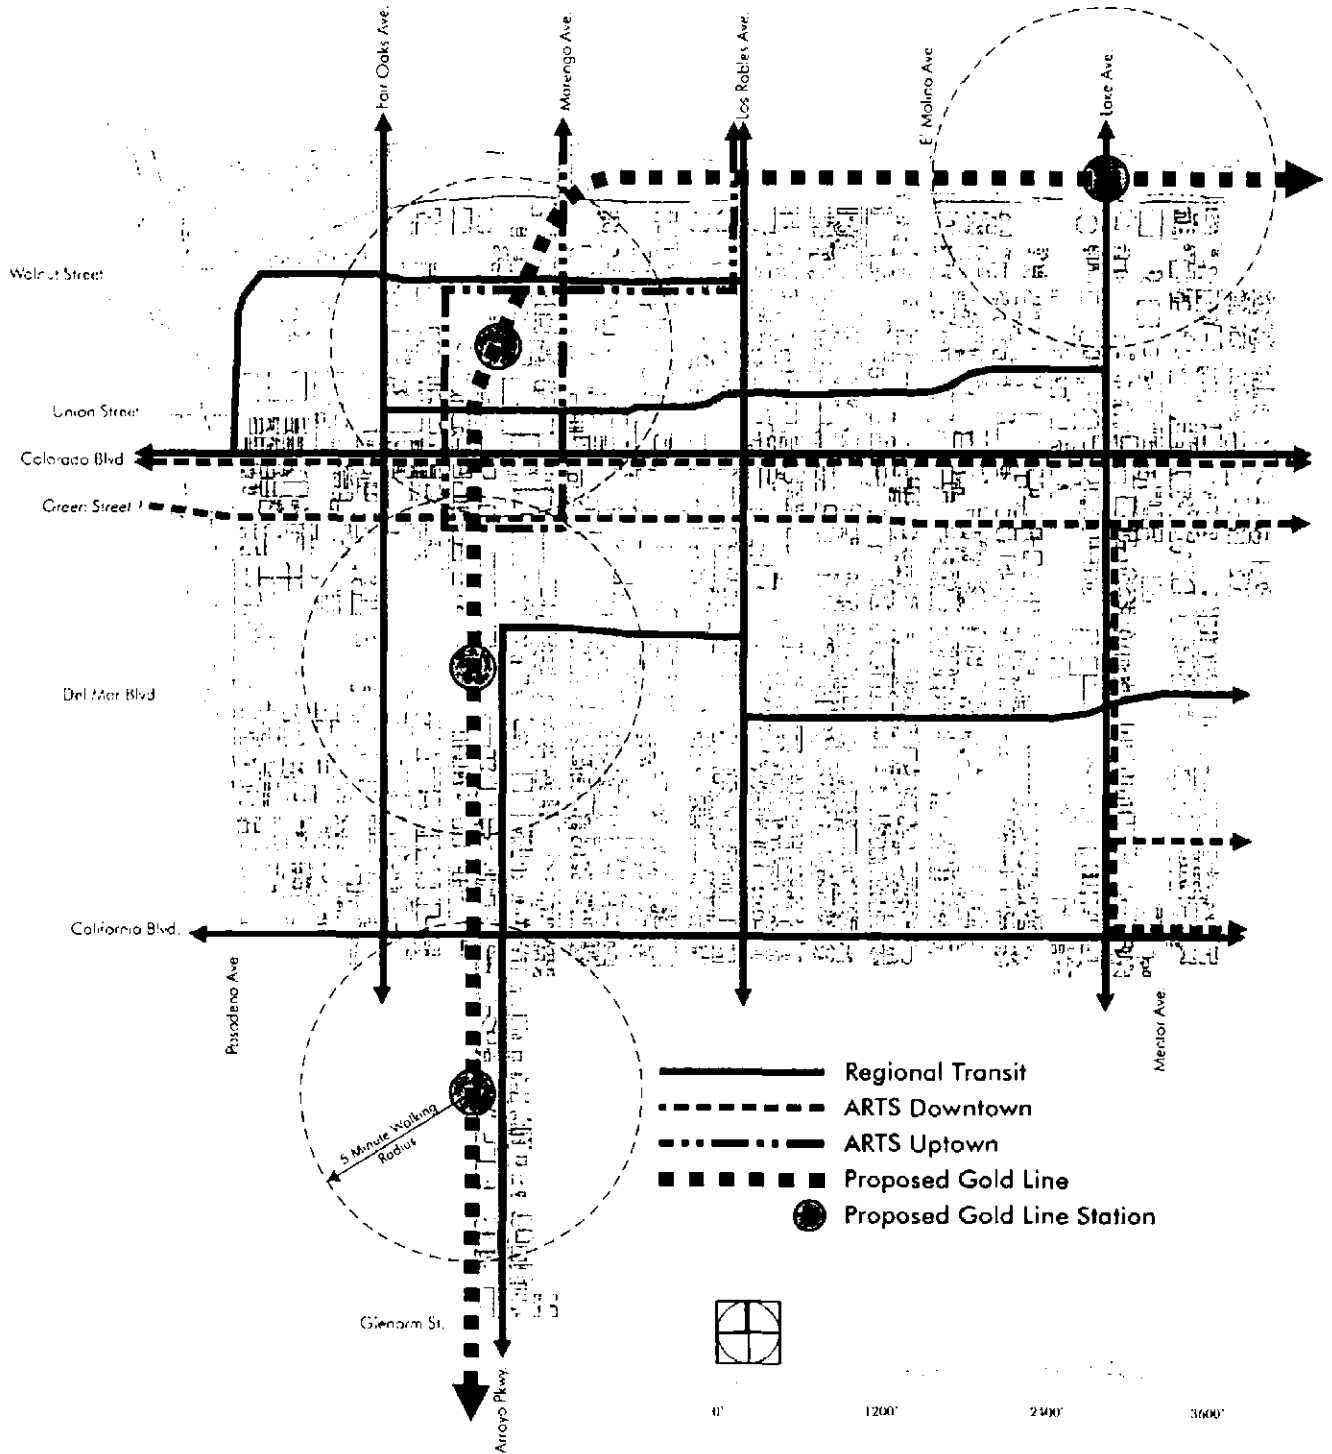 Fair Oaks Ave.
Marengo Ave.
Los Robles Ave.
El Molino Ave
Lake Ave.
Walnut Street
Union Street
Colorado Blvd
Green Street
Del Mar Blvd
California Blvd.
Pasadena Ave
Mentor Ave.
Regional Transit
ARTS Downtown
ARTS Uptown
Proposed Gold Line
Proposed Gold Line Station
5 Minute Walking
Radius
Glenarm St.
Arroyo Pkwy.
0' 1200' 2400' 3600'